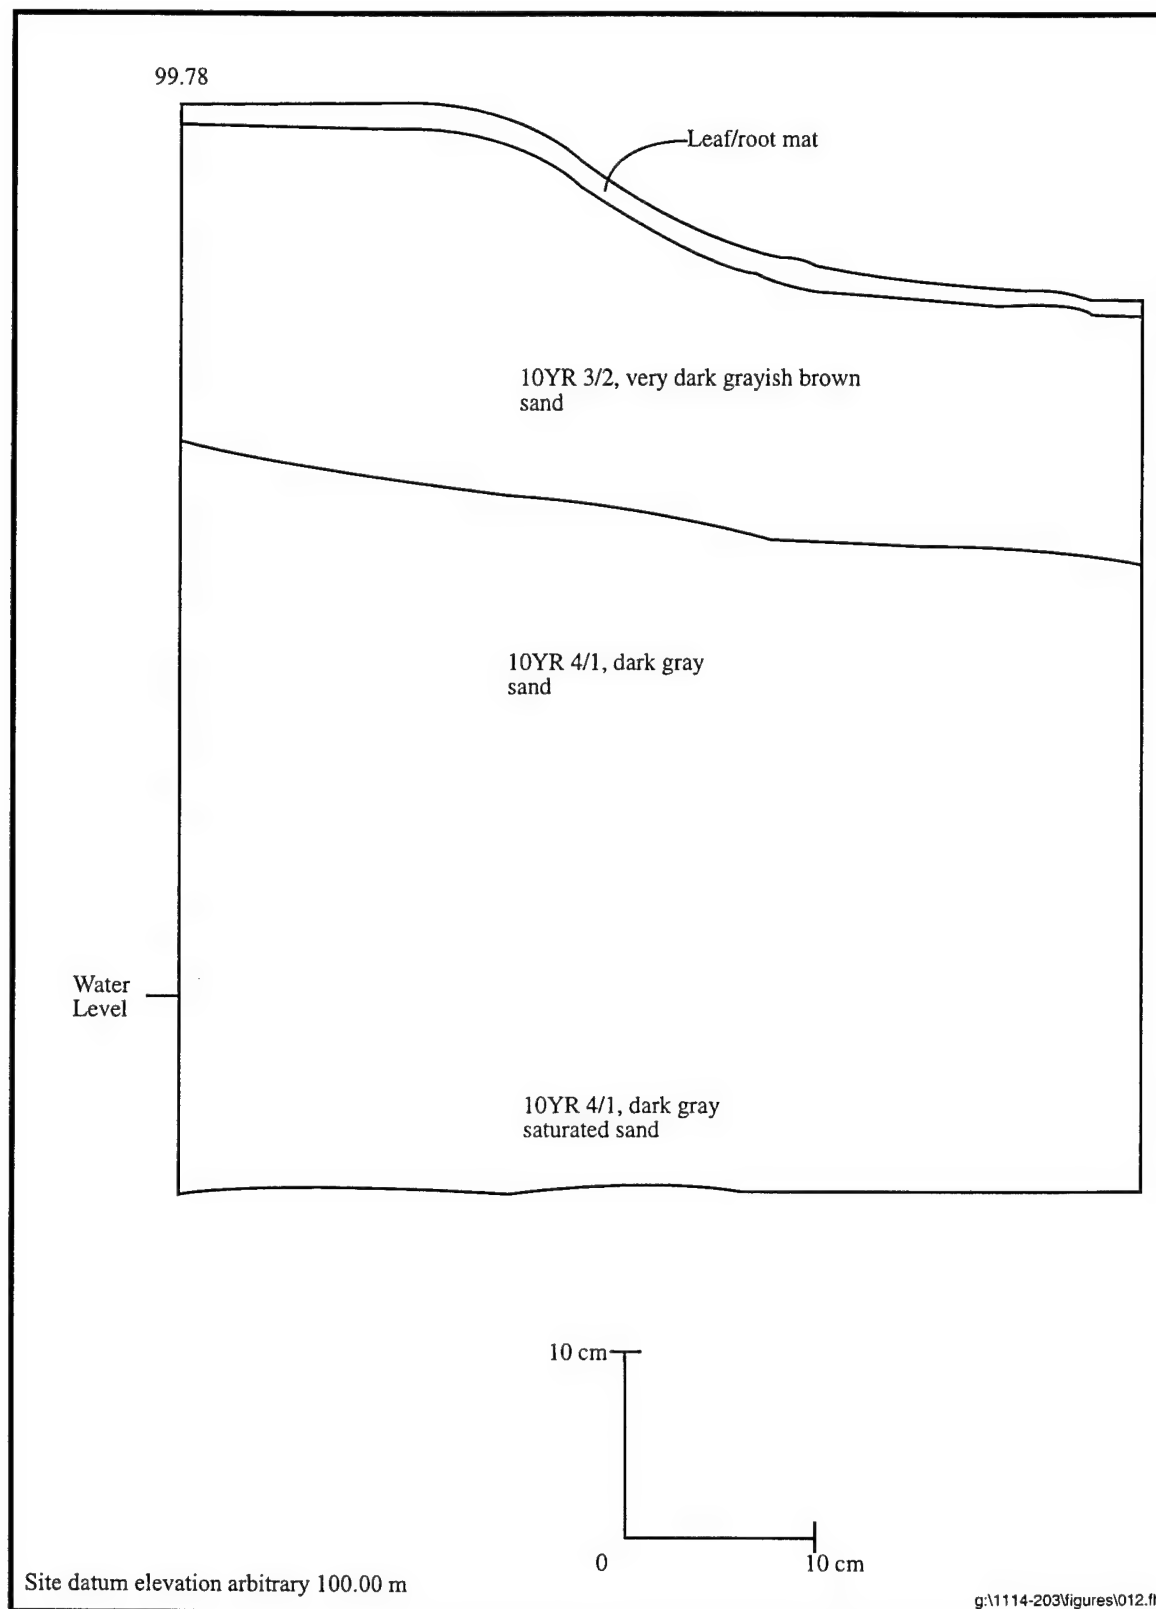 99.78
Leaf/root mat
10YR 3/2, very dark grayish brown
sand
10YR 4/1, dark gray
sand
Water
Level
10YR 4/1, dark gray
saturated sand
10 cm
0
10 cm
Site datum elevation arbitrary 100.00 m
g:\1114-203\figures\012.fh